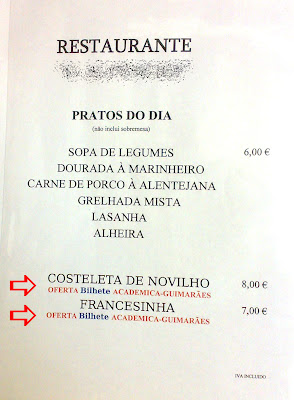 RESTAURANTE
PRATOS DO DIA
(não inclui sobremesa)
SOPA DE LEGUMES 6,00 €
DOURADA À MARINHEIRO
CARNE DE PORCO À ALENTEJANA
GRELHADA MISTA
LASANHA
ALHEIRA
COSTELETA DE NOVILHO 8,00 €
OFERTA Bilhete ACADEMICA-GUIMARÃES
FRANCESINHA 7,00 €
OFERTA Bilhete ACADEMICA-GUIMARÃES
IVA INCLUIDO